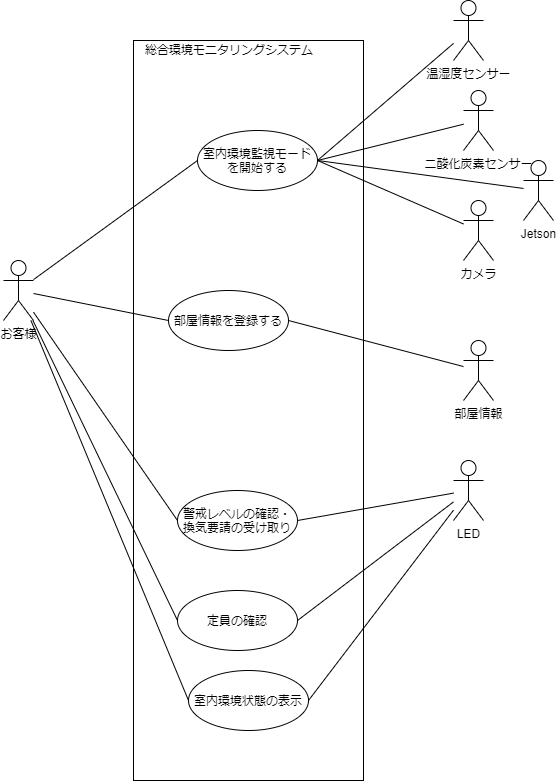 総合環境モニタリングシステム
温湿度センサー
室内環境監視モード
を開始する
二酸化炭素センサー
Jetson
カメラ
お客様
部屋情報を登録する
部屋情報
警戒レベルの確認・
換気要請の受け取り
LED
定員の確認
室内環境状態の表示